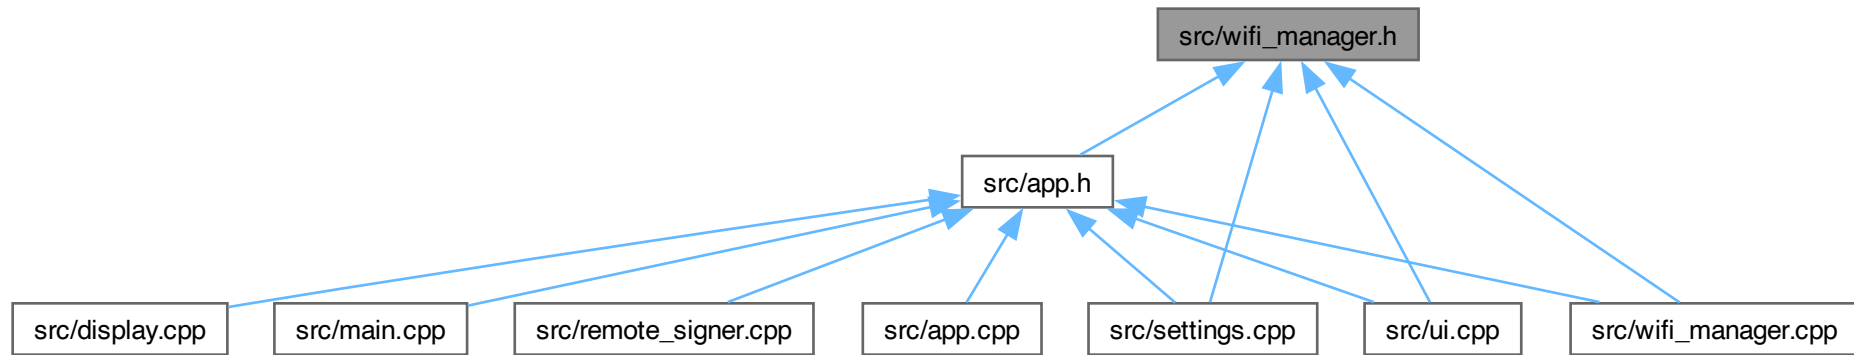 src/wifi_manager.h
src/app.h
src/display.cpp
src/main.cpp
src/remote_signer.cpp
src/app.cpp
src/settings.cpp
src/ui.cpp
src/wifi_manager.cpp